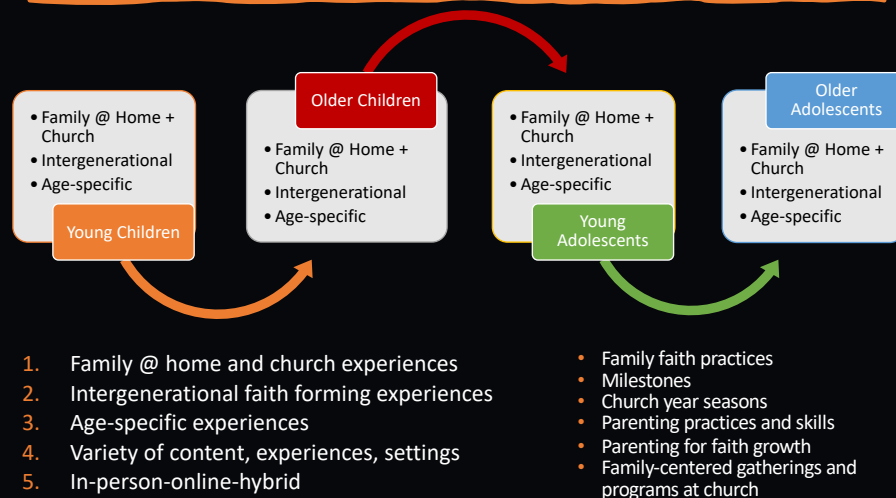 • Family @ Home +
Church
• Intergenerational
• Age-specific
Young Children
Older Children
• Family @ Home +
Church
• Intergenerational
• Age-specific
• Family @ Home +
Church
• Intergenerational
• Age-specific
Young
Adolescents
Older
Adolescents
• Family @ Home +
Church
• Intergenerational
• Age-specific
1. Family @ home and church experiences
2. Intergenerational faith forming experiences
3. Age-specific experiences
4. Variety of content, experiences, settings
5. In-person-online-hybrid
• Family faith practices
• Milestones
• Church year seasons
• Parenting practices and skills
• Parenting for faith growth
• Family-centered gatherings and
programs at church